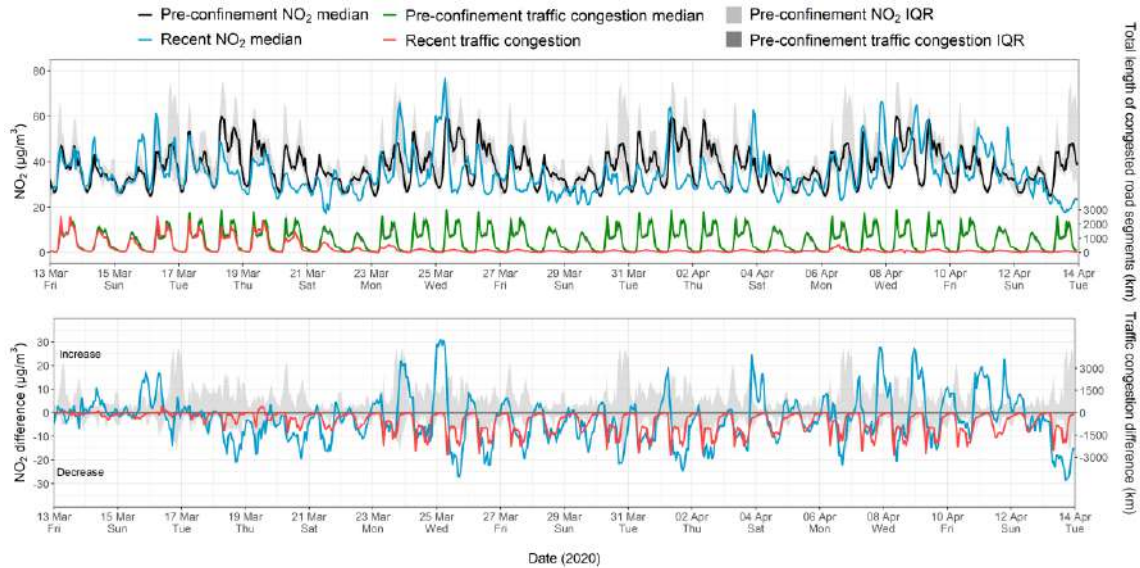 Pre-confinement NO₂ median
Pre-confinement traffic congestion median
Pre-confinement NO₂ IQR
Recent NO₂ median
Recent traffic congestion
Pre-confinement traffic congestion IQR
NO₂ (µg/m³)
80
60
40
20
0
3000
2000
1000
0
Total length of congested road segments (km)
13 Mar 15 Mar 17 Mar 19 Mar 21 Mar 23 Mar 25 Mar 27 Mar 29 Mar 31 Mar 02 Apr 04 Apr 06 Apr 08 Apr 10 Apr 12 Apr 14 Apr
Fri Sun Tue Thu Sat Mon Wed Fri Sun Tue Thu Sat Mon Wed Fri Sun Tue
NO₂ difference (µg/m³)
30
20
10
0
-10
-20
-30
Increase
Decrease
3000
1500
0
-1500
-3000
Traffic congestion difference (km)
13 Mar 15 Mar 17 Mar 19 Mar 21 Mar 23 Mar 25 Mar 27 Mar 29 Mar 31 Mar 02 Apr 04 Apr 06 Apr 08 Apr 10 Apr 12 Apr 14 Apr
Fri Sun Tue Thu Sat Mon Wed Fri Sun Tue Thu Sat Mon Wed Fri Sun Tue
Date (2020)